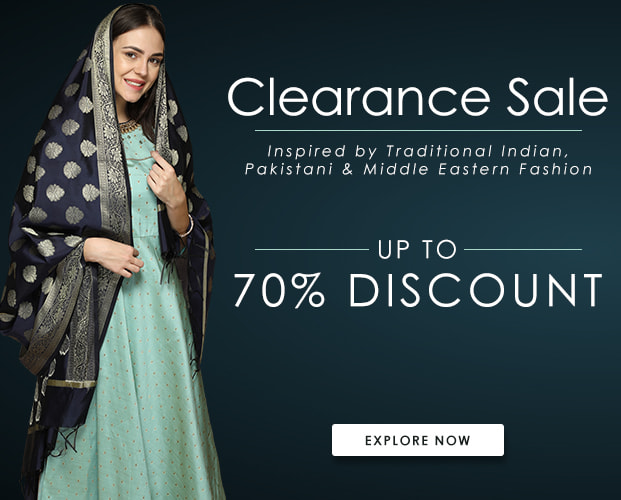 Clearance Sale
Inspired by Traditional Indian,
Pakistani & Middle Eastern Fashion
UP TO
70% DISCOUNT
EXPLORE NOW